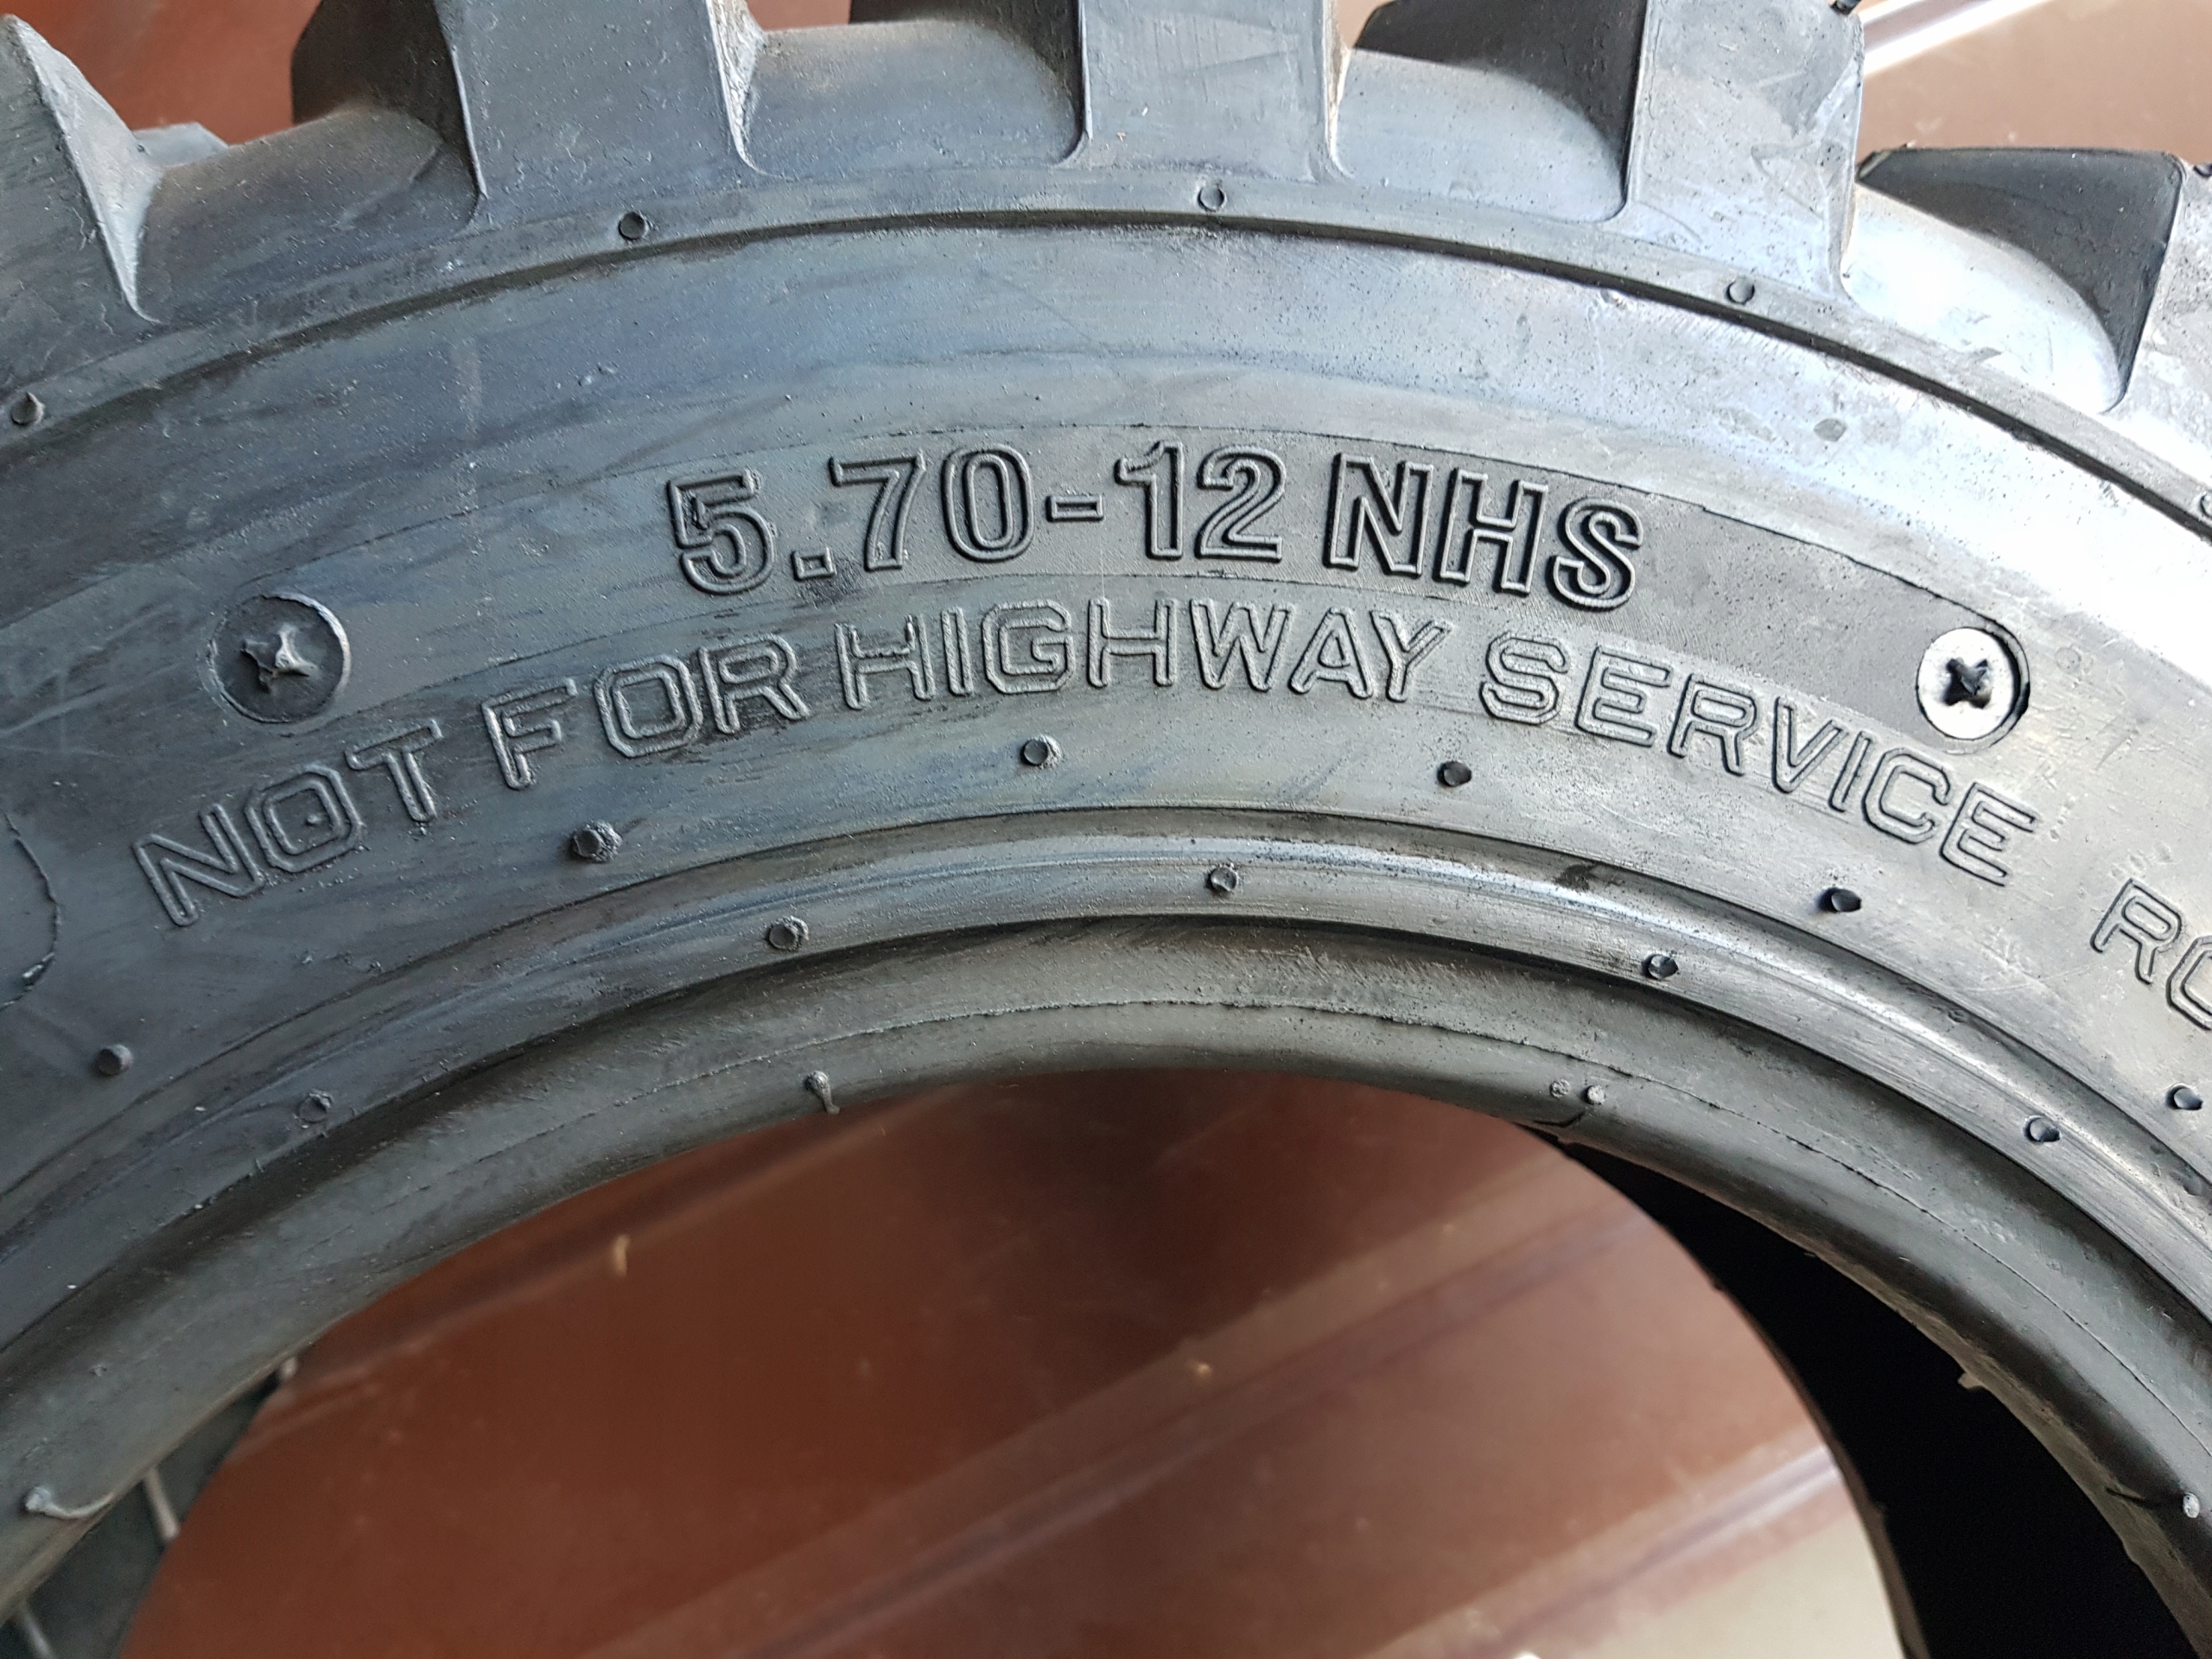 5.70-12 NHS
NOT FOR HIGHWAY SERVICE